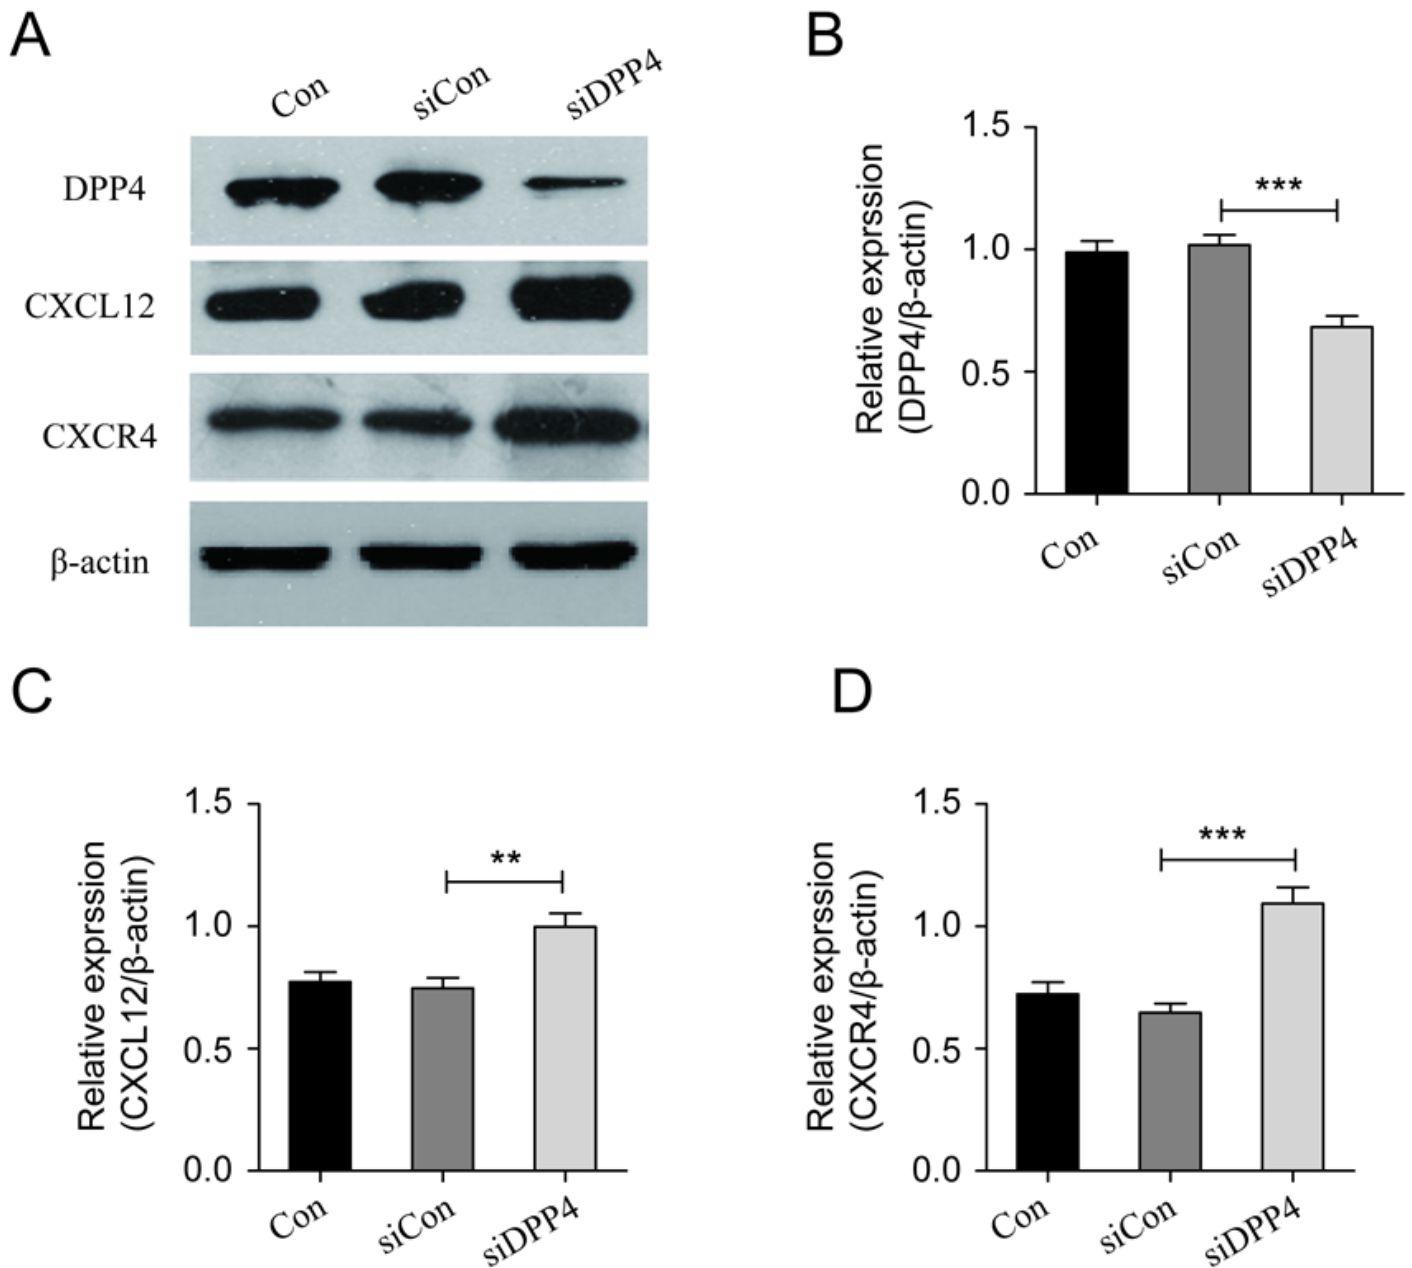 A
Con siCon siDPP4
DPP4
CXCL12
CXCR4
β-actin
B
Relative exprssion
(DPP4/β-actin)
1.5
1.0
0.5
0.0
***
Con siCon siDPP4
C
Relative exprssion
(CXCL12/β-actin)
1.5
1.0
0.5
0.0
**
Con siCon siDPP4
D
Relative exprssion
(CXCR4/β-actin)
1.5
1.0
0.5
0.0
***
Con siCon siDPP4